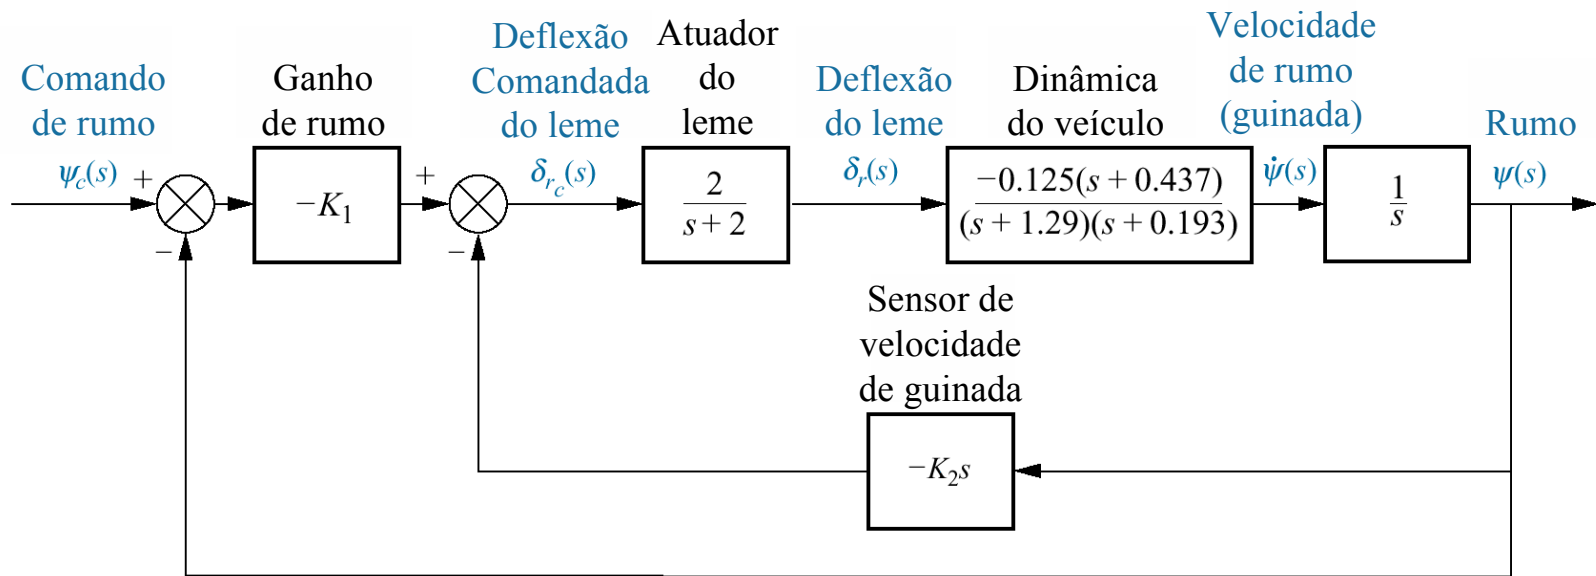 Comando
de rumo
ψc(s)
+
−
Ganho
de rumo
−K1
+
−
Deflexão
Comandada
do leme
δrc(s)
Atuador
do
leme
2
s + 2
Deflexão
do leme
δr(s)
Dinâmica
do veículo
−0.125(s + 0.437)
(s + 1.29)(s + 0.193)
Velocidade
de rumo
(guinada)
ψ̇(s)
1
s
Rumo
ψ(s)
Sensor de
velocidade
de guinada
−K2s